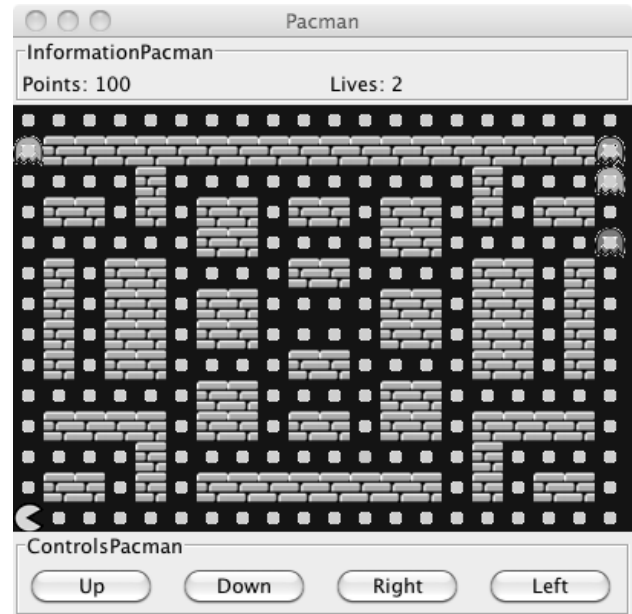 Pacman
InformationPacman
Points: 100 Lives: 2
ControlsPacman
Up Down Right Left